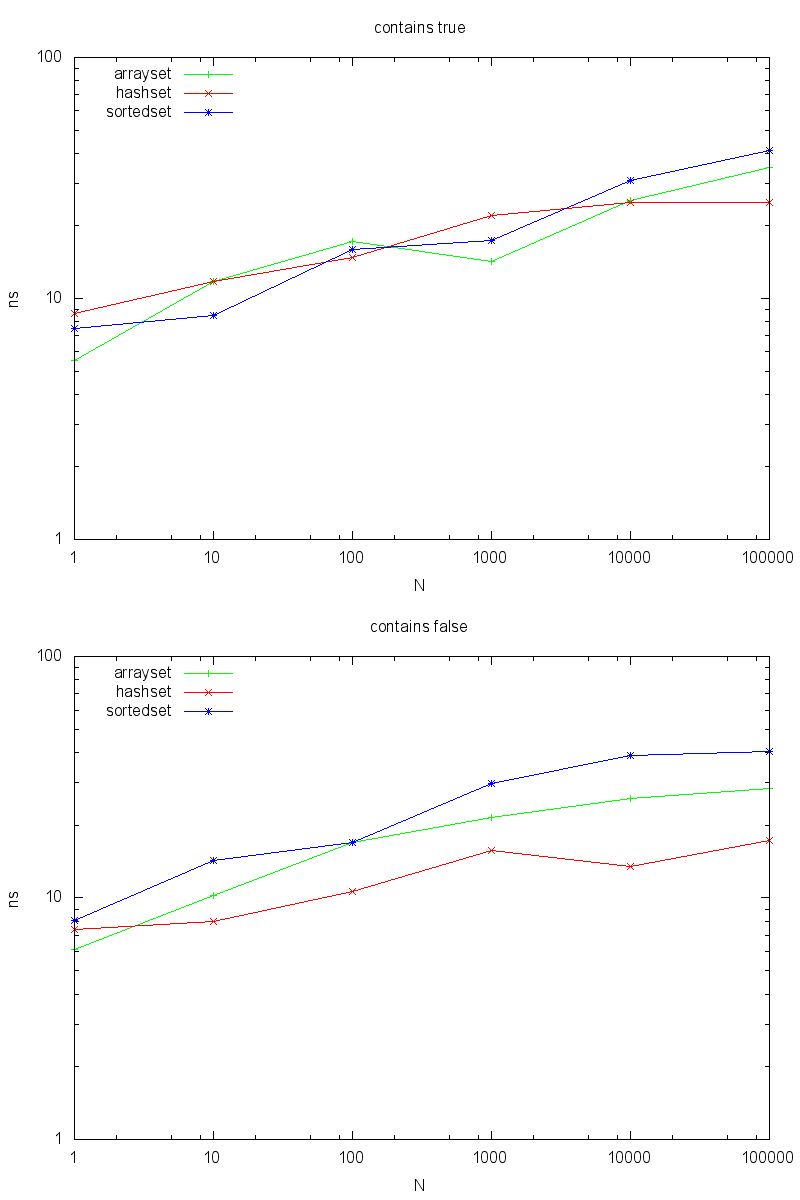 contains true
100
arrayset
hashset
sortedset
10
ns
1
1 10 100 1000 10000 100000
N
contains false
100
arrayset
hashset
sortedset
10
ns
1
1 10 100 1000 10000 100000
N